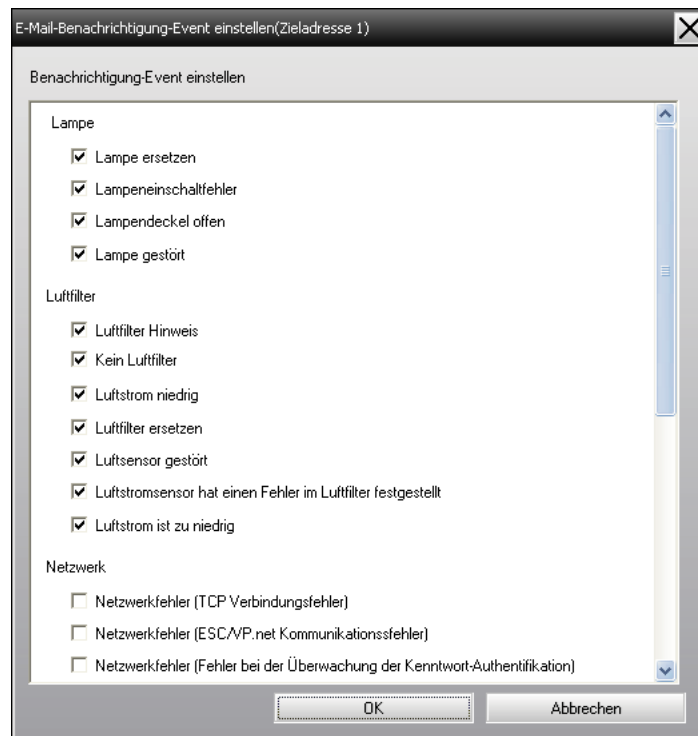 E-Mail-Benachrichtigung-Event einstellen(Zieladresse 1)
Benachrichtigung-Event einstellen
Lampe
Lampe ersetzen
Lampeneinschaltfehler
Lampendeckel offen
Lampe gestört
Luftfilter
Luftfilter Hinweis
Kein Luftfilter
Luftstrom niedrig
Luftfilter ersetzen
Luftsensor gestört
Luftstromsensor hat einen Fehler im Luftfilter festgestellt
Luftstrom ist zu niedrig
Netzwerk
Netzwerkfehler (TCP Verbindungsfehler)
Netzwerkfehler (ESC/VP.net Kommunikationssfehler)
Netzwerkfehler (Fehler bei der Überwachung der Kenntwort-Authentifikation)
OK
Abbrechen